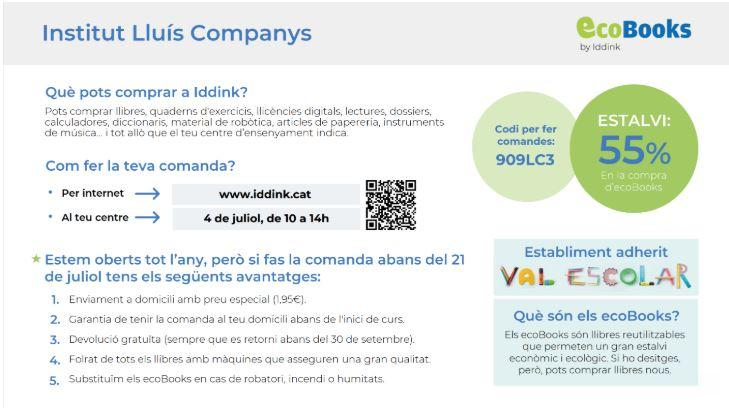 Institut Lluís Companys
ecoBooks
by Iddink
Què pots comprar a Iddink?
Pots comprar llibres, quaderns d'exercicis, llicències digitals, lectures, dossiers,
calculadores, diccionaris, material de robòtica, articles de papereria, instruments
de música... i tot allò que el teu centre d'ensenyament indica.
Com fer la teva comanda?
• Per internet → www.iddink.cat
• Al teu centre → 4 de juliol, de 10 a 14h
Codi per fer
comandes:
909LC3
ESTALVI:
55%
En la compra
d'ecoBooks
★ Estem oberts tot l'any, però si fas la comanda abans del 21
de juliol tens els següents avantatges:
1. Enviament a domicili amb preu especial (1,95€).
2. Garantia de tenir la comanda al teu domicili abans de l'inici de curs.
3. Devolució gratuïta (sempre que es retorni abans del 30 de setembre).
4. Folrat de tots els llibres amb màquines que asseguren una gran qualitat.
5. Substituïm els ecoBooks en cas de robatori, incendi o humitats.
Establiment adherit
VAL ESCOLAR
Què són els ecoBooks?
Els ecoBooks són llibres reutilitzables
que permeten un gran estalvi
econòmic i ecològic. Si ho desitges,
però, pots comprar llibres nous.